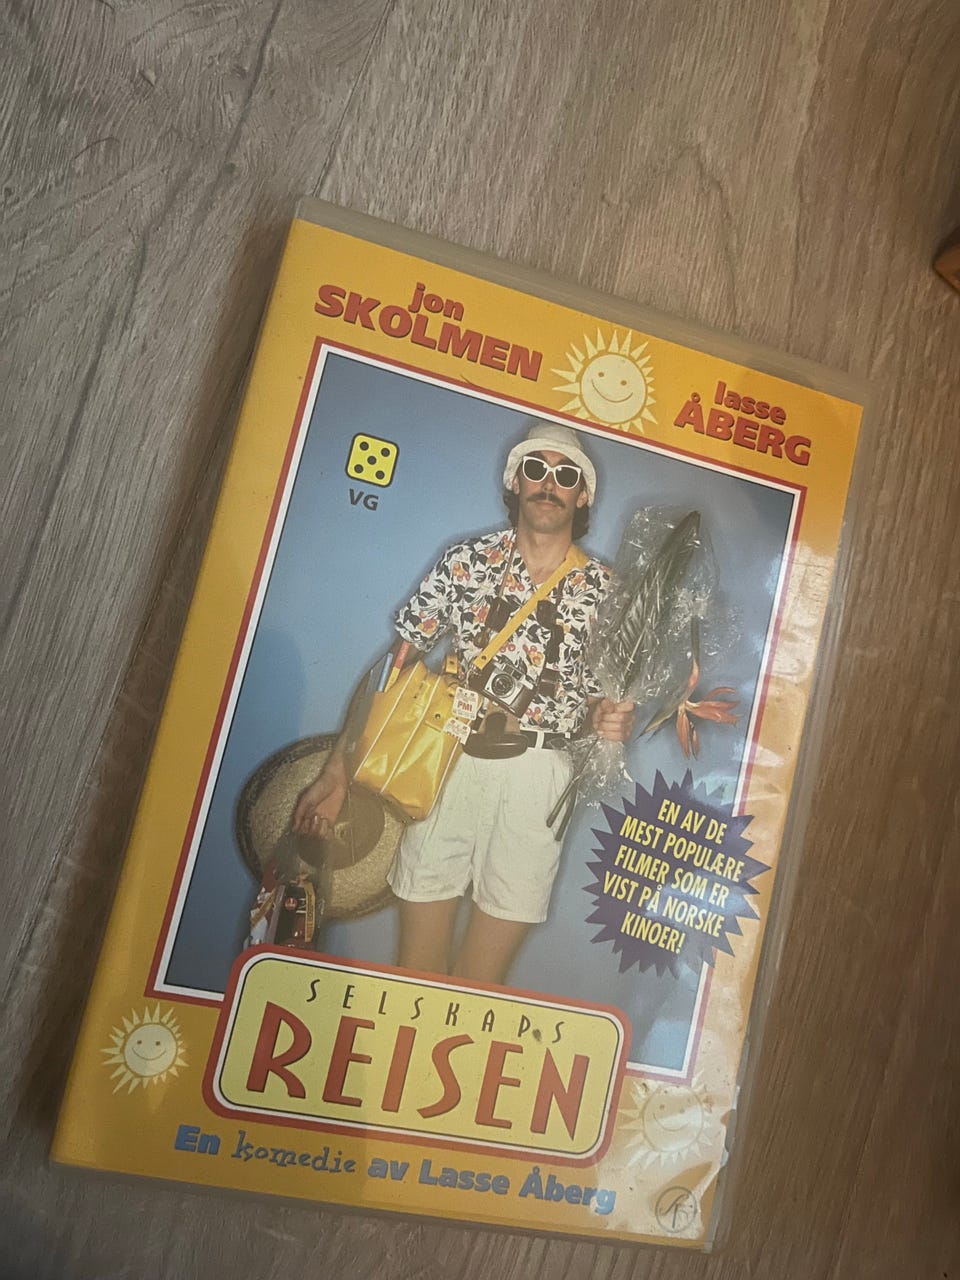 jon
SKOLMEN
lasse
ÅBERG
VG
PMI
EN AV DE
MEST POPULÆRE
FILMER SOM ER
VIST PÅ NORSKE
KINOER!
SELSKAPS
REISEN
En komedie av Lasse Åberg